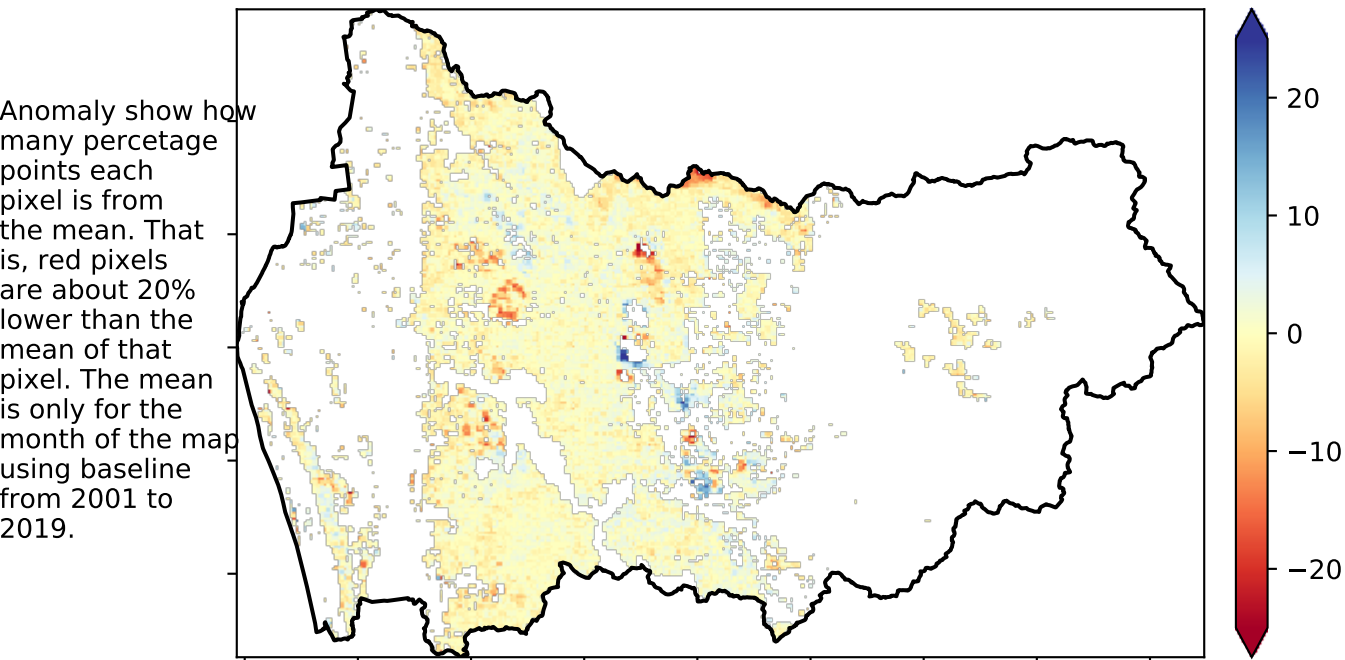 Anomaly show how
many percetage
points each
pixel is from
the mean. That
is, red pixels
are about 20%
lower than the
mean of that
pixel. The mean
is only for the
month of the map
using baseline
from 2001 to
2019.
20
10
0
−10
−20